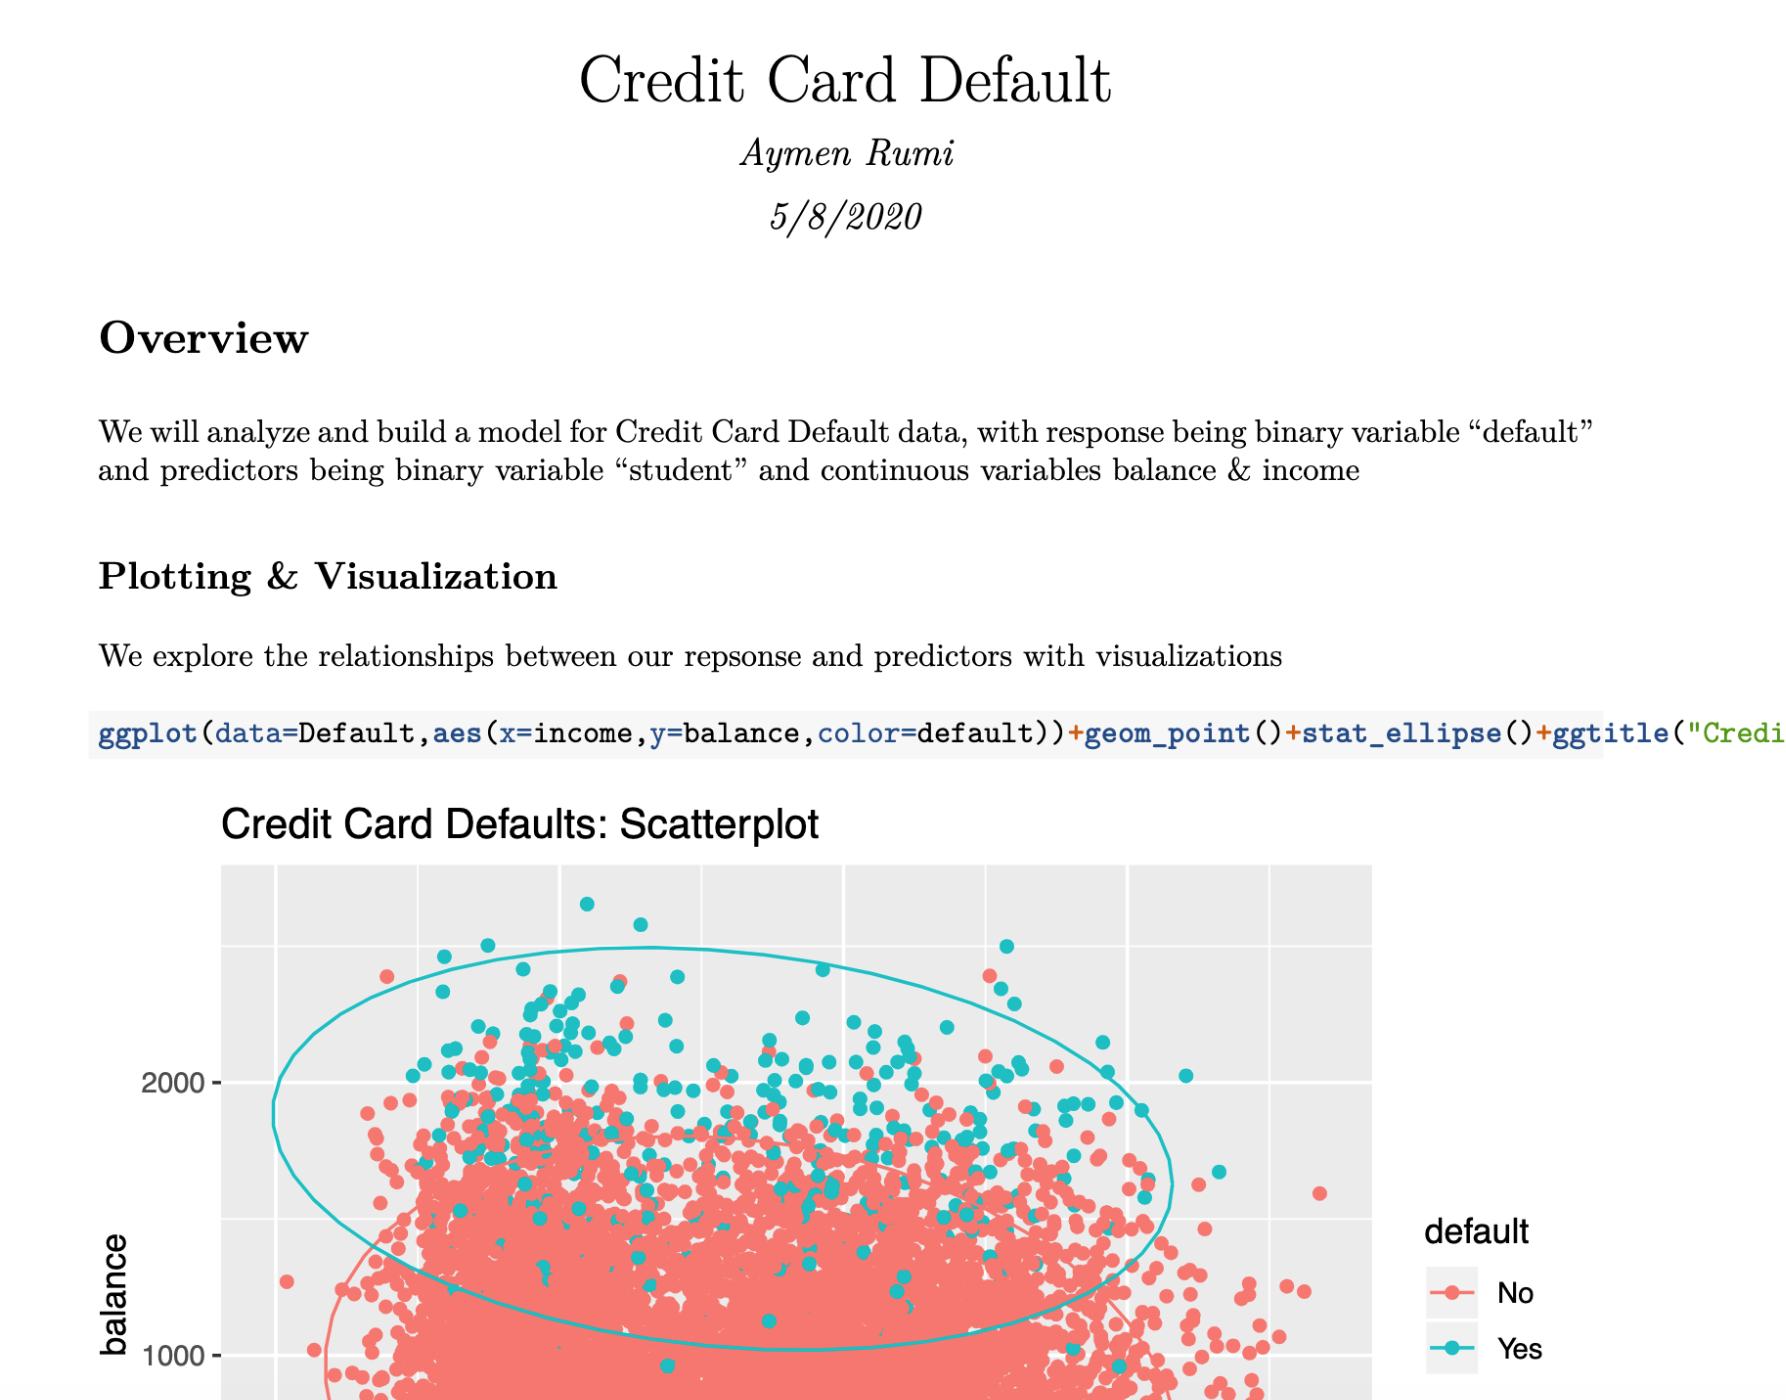 Credit Card Default
Aymen Rumi
5/8/2020
Overview
We will analyze and build a model for Credit Card Default data, with response being binary variable “default”
and predictors being binary variable “student” and continuous variables balance & income
Plotting & Visualization
We explore the relationships between our repsonse and predictors with visualizations
ggplot(data=Default,aes(x=income,y=balance,color=default))+geom_point()+stat_ellipse()+ggtitle("Credi
Credit Card Defaults: Scatterplot
2000
balance
1000
default
No
Yes